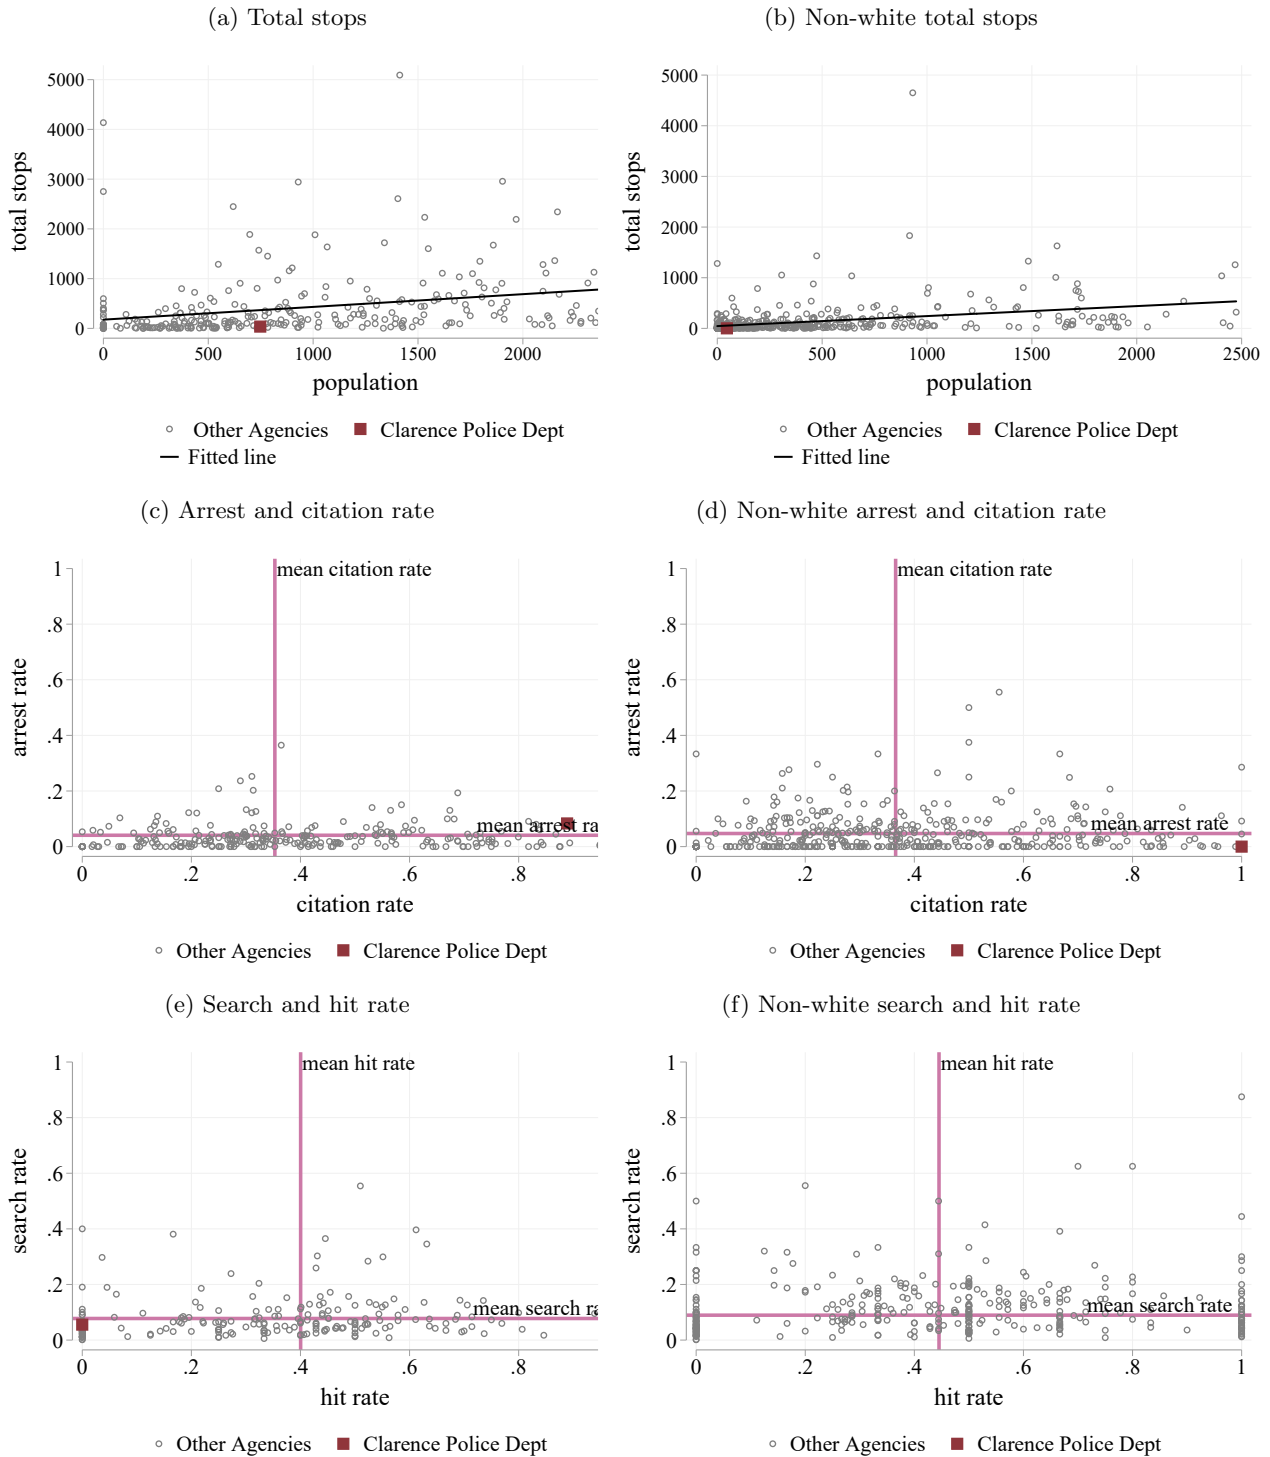 (a) Total stops
(b) Non-white total stops
5000
4000
3000
2000
1000
0
total stops
0 500 1000 1500 2000
population
Other Agencies Clarence Police Dept
Fitted line
5000
4000
3000
2000
1000
0
total stops
0 500 1000 1500 2000 2500
population
Other Agencies Clarence Police Dept
Fitted line
(c) Arrest and citation rate
(d) Non-white arrest and citation rate
1
.8
.6
.4
.2
0
arrest rate
mean citation rate
mean arrest ra
0 .2 .4 .6 .8
citation rate
Other Agencies Clarence Police Dept
1
.8
.6
.4
.2
0
arrest rate
mean citation rate
mean arrest rate
0 .2 .4 .6 .8 1
citation rate
Other Agencies Clarence Police Dept
(e) Search and hit rate
(f) Non-white search and hit rate
1
.8
.6
.4
.2
0
search rate
mean hit rate
mean search ra
0 .2 .4 .6 .8
hit rate
Other Agencies Clarence Police Dept
1
.8
.6
.4
.2
0
search rate
mean hit rate
mean search rate
0 .2 .4 .6 .8 1
hit rate
Other Agencies Clarence Police Dept